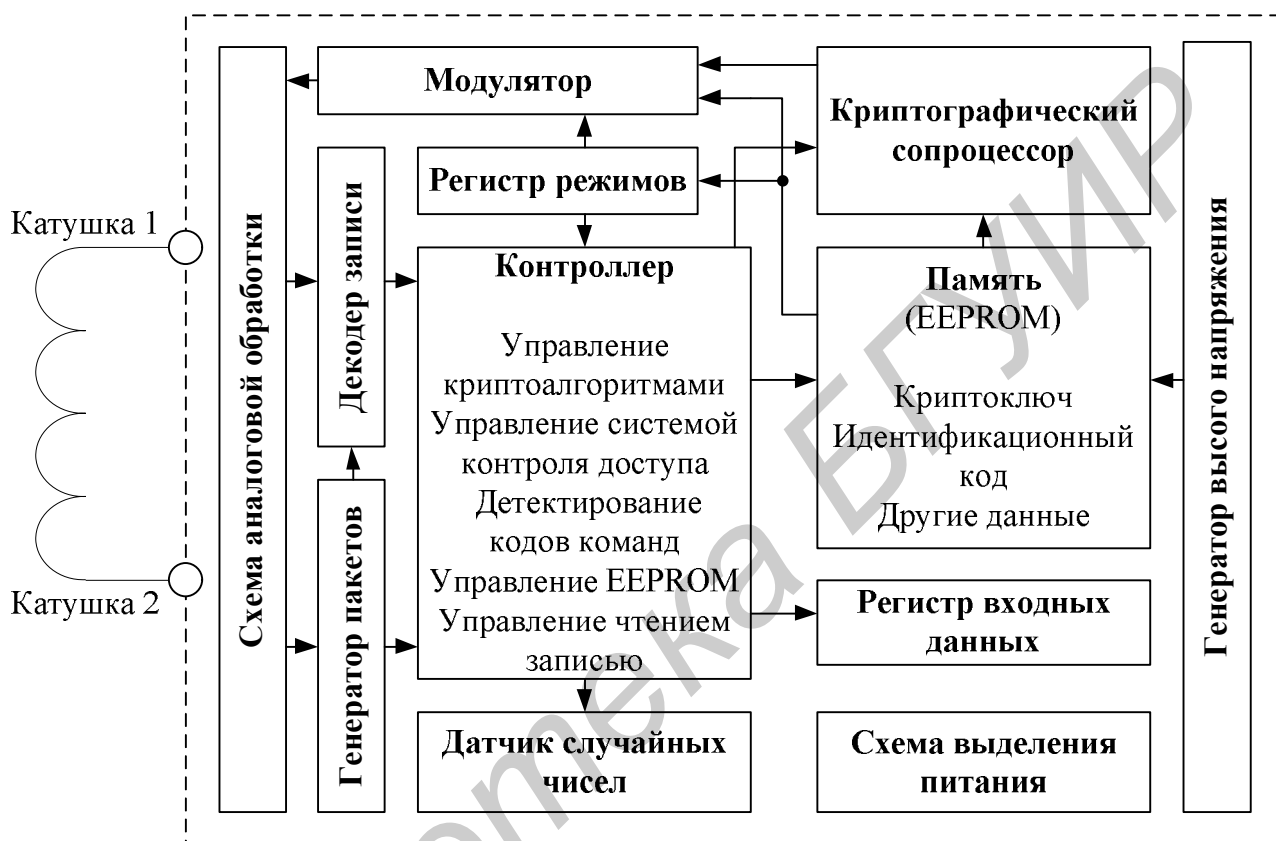 Модулятор
Криптографический
сопроцессор
Регистр режимов
Катушка 1
Катушка 2
Схема аналоговой обработки
Декодер записи
Генератор пакетов
Контроллер
Управление
криптоалгоритмами
Управление системой
контроля доступа
Детектирование
кодов команд
Управление EEPROM
Управление чтением
записью
Память
(EEPROM)
Криптоключ
Идентификационный
код
Другие данные
Регистр входных
данных
Датчик случайных
чисел
Схема выделения
питания
Генератор высого напряжения
отека БГУИР